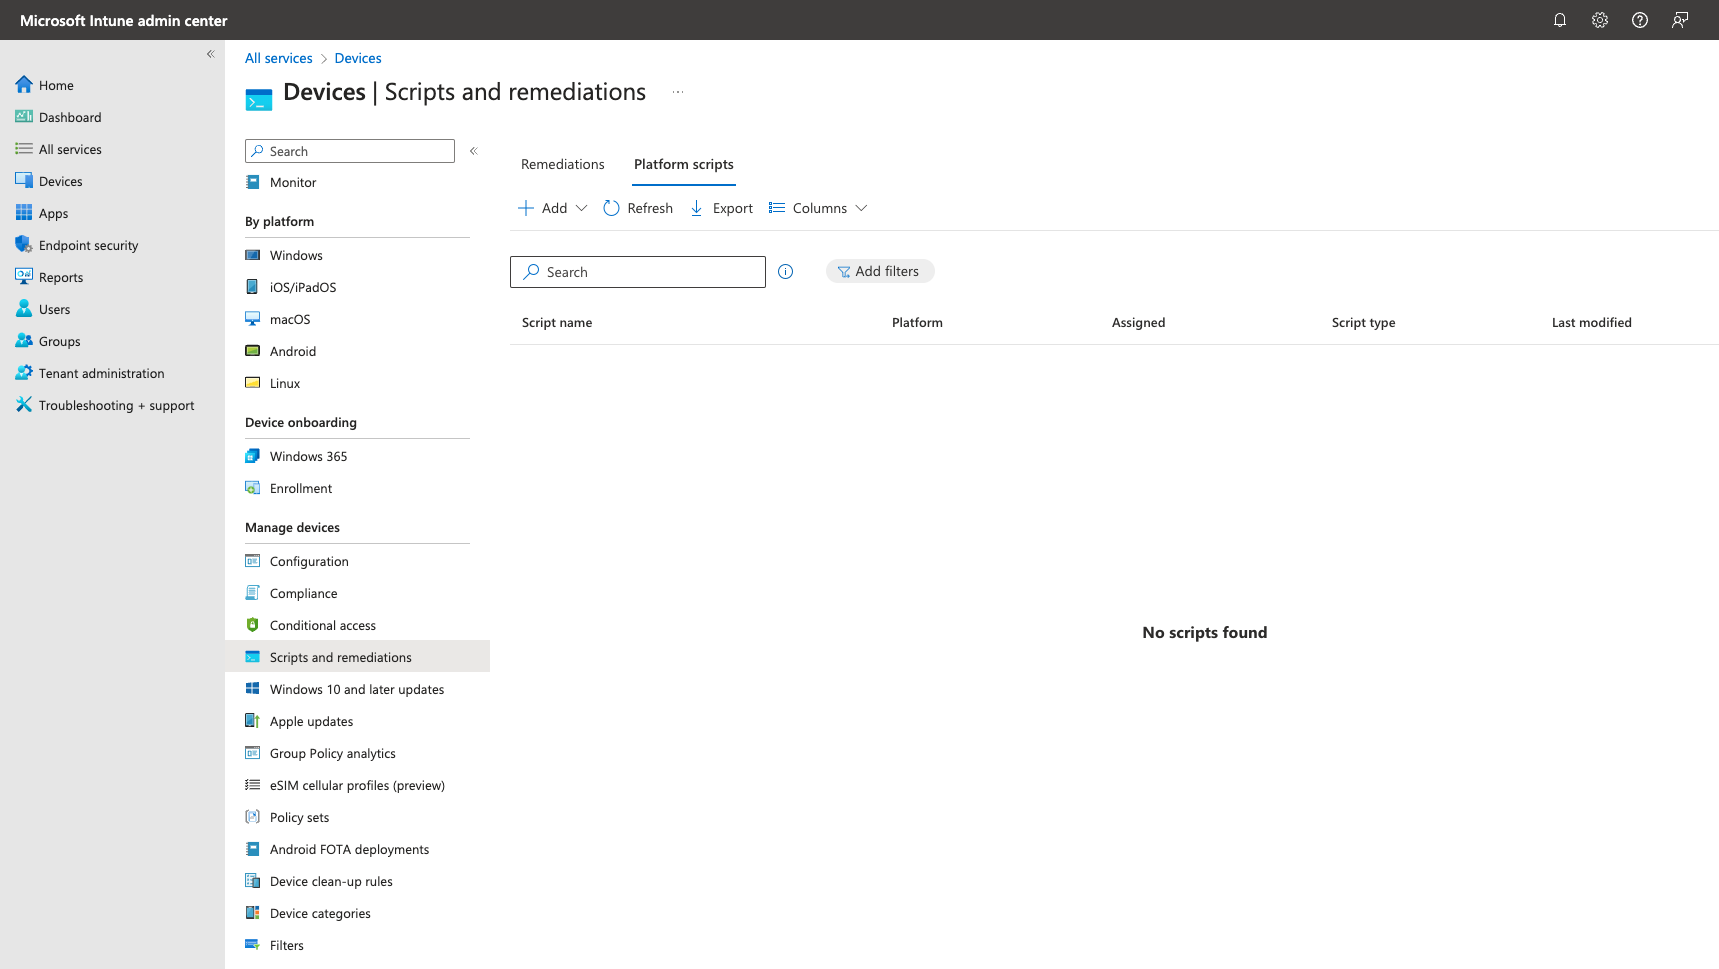 Microsoft Intune admin center
Home
Dashboard
All services
Devices
Apps
Endpoint security
Reports
Users
Groups
Tenant administration
Troubleshooting + support
All services > Devices
Devices | Scripts and remediations ...
Search
Monitor
By platform
Windows
iOS/iPadOS
macOS
Android
Linux
Device onboarding
Windows 365
Enrollment
Manage devices
Configuration
Compliance
Conditional access
Scripts and remediations
Windows 10 and later updates
Apple updates
Group Policy analytics
eSIM cellular profiles (preview)
Policy sets
Android FOTA deployments
Device clean-up rules
Device categories
Filters
Remediations Platform scripts
Add Refresh Export Columns
Search Add filters
Script name Platform Assigned Script type Last modified
No scripts found